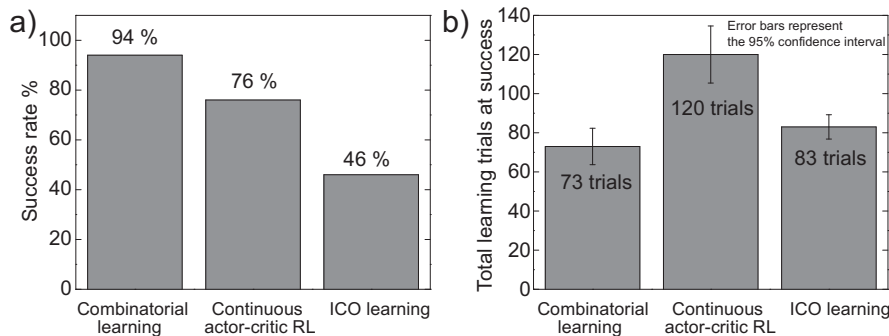 a)
Success rate %
100
80
60
40
20
0
94 %
76 %
46 %
Combinatorial
learning
Continuous
actor-critic RL
ICO learning
b)
Total learning trials at success
140
120
100
80
60
40
20
0
Error bars represent
the 95% confidence interval
73 trials
120 trials
83 trials
Combinatorial
learning
Continuous
actor-critic RL
ICO learning